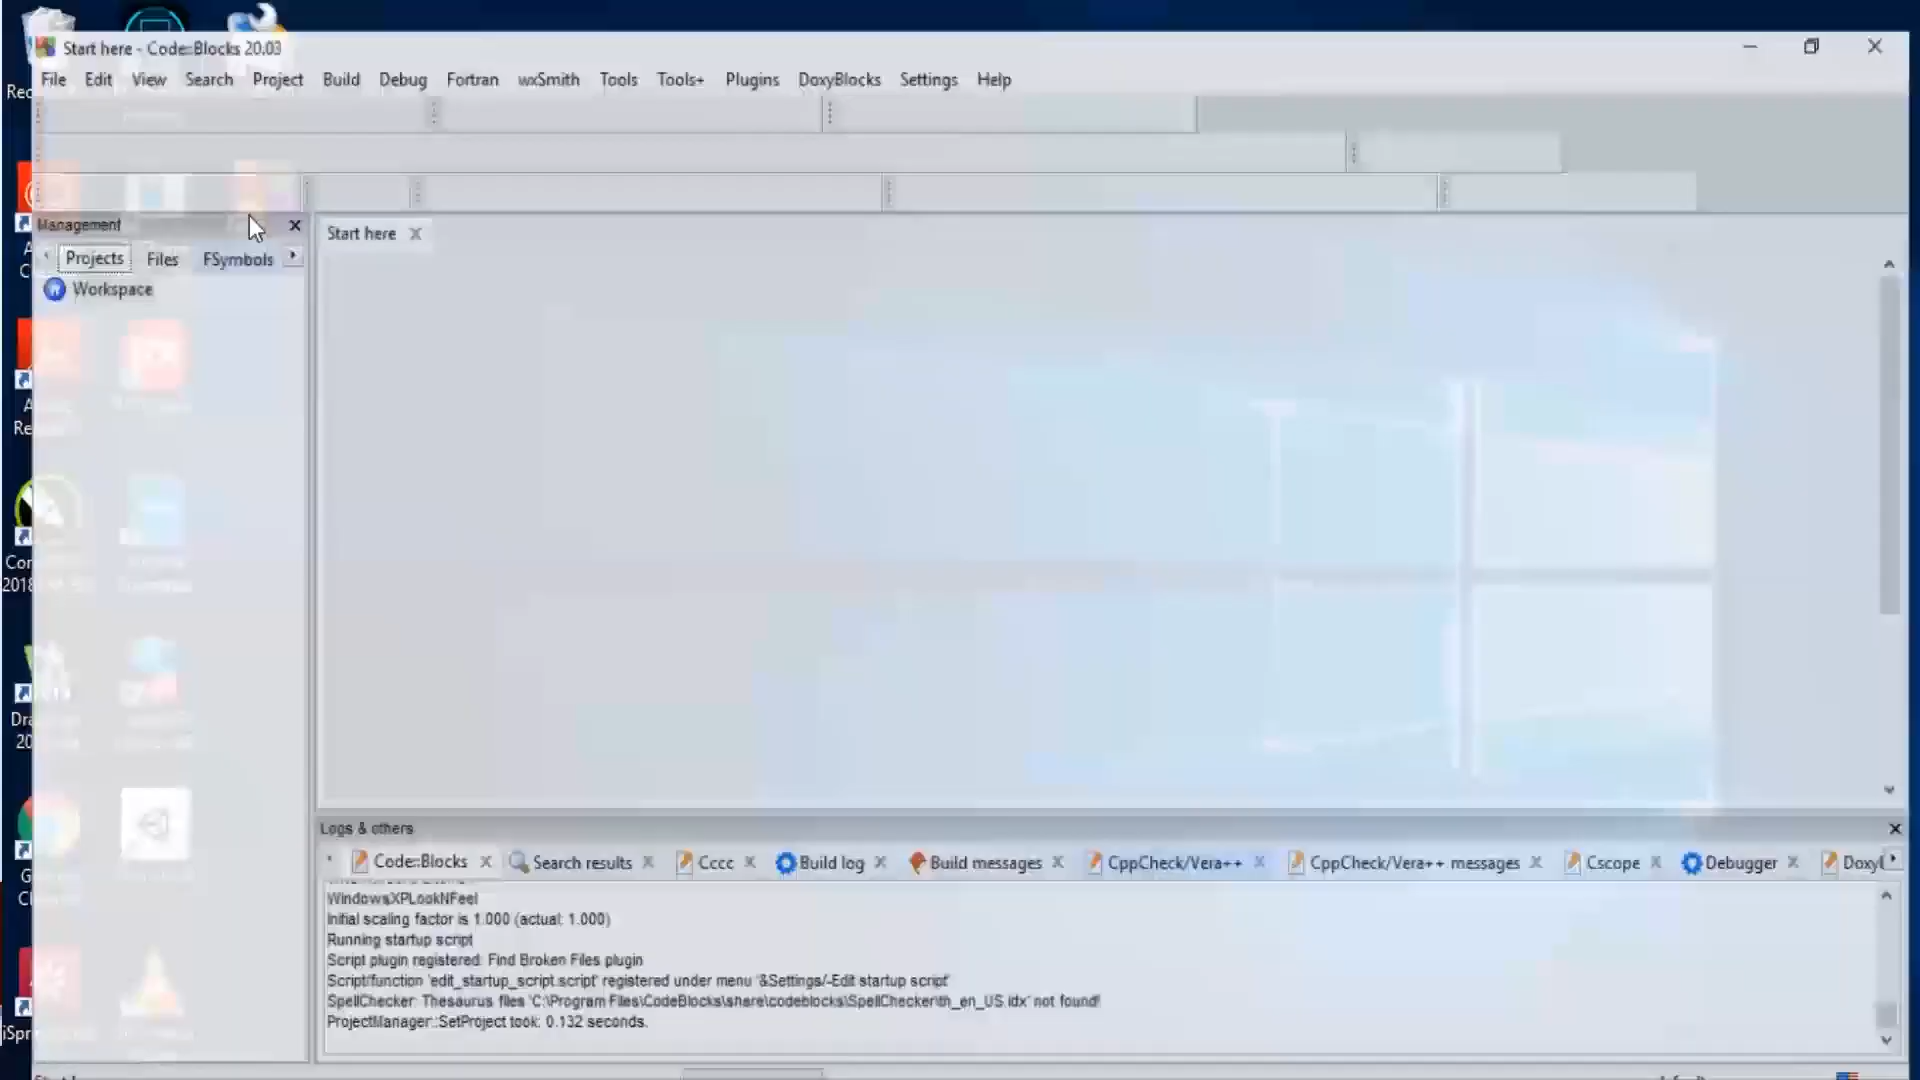 Start here - Code::Blocks 20.03
File Edit View Search Project Build Debug Fortran wxSmith Tools Tools+ Plugins DoxyBlocks Settings Help
Management
Projects Files FSymbols
Workspace
Start here
Logs & others
Code::Blocks Search results Cccc Build log Build messages CppCheck/Vera++ CppCheck/Vera++ messages Cscope Debugger
WindowsXPLookNFeel
Initial scaling factor is 1.000 (actual: 1.000)
Running startup script
Script plugin registered: Find Broken Files plugin
Script/function 'edit_startup_script.script' registered under menu '&Settings/-Edit startup script'
SpellChecker: Thesaurus files 'C:\Program Files\CodeBlocks\share\codeblocks\SpellChecker\th_en_US.idx' not found!
ProjectManager::SetProject took: 0.132 seconds.